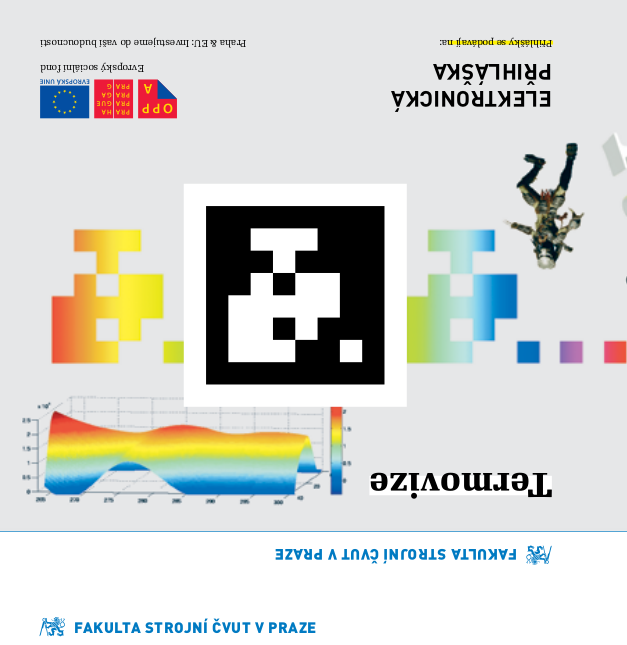 FAKULTA STROJNÍ ČVUT V PRAZE
FAKULTA STROJNÍ ČVUT V PRAZE
Termovize
ELEKTRONICKÁ
PŘIHLÁŠKA
Přihlášky se podávají na:
OPP
A
PRA HA
PRA GUE
PRA GA
PRA G
EVROPSKÁ UNIE
Evropský sociální fond
Praha & EU: Investujeme do vaší budoucnosti